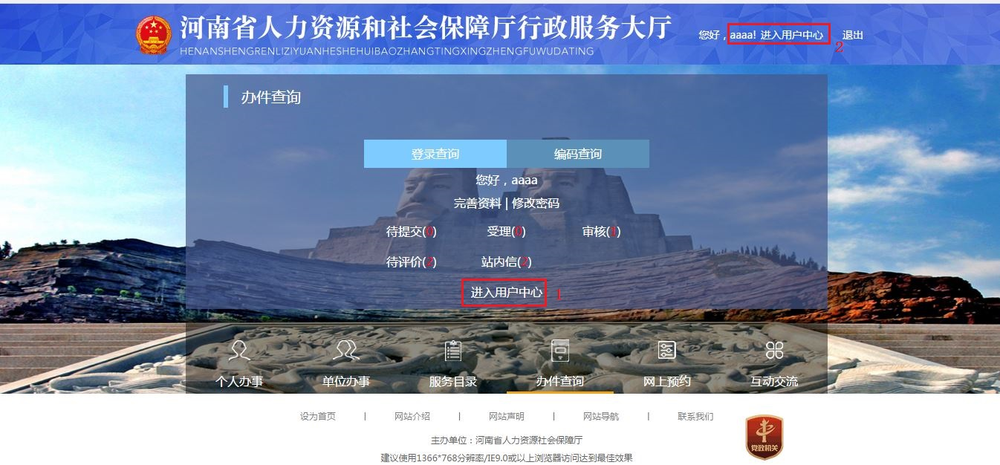 河南省人力资源和社会保障厅行政服务大厅
HENANSHENGRENLIZIYUANHESHEHUIBAOZHANGTINGXINGZHENGFUWUDATING
您好，aaaa! 进入用户中心 退出
2
办件查询
登录查询 编码查询
您好，aaaa
完善资料 | 修改密码
待提交(0) 受理(0) 审核(1)
待评价(2) 站内信(2)
进入用户中心 1
个人办事 单位办事 服务目录 办件查询 网上预约 互动交流
设为首页 | 网站介绍 | 网站声明 | 网站导航 | 联系我们
主办单位：河南省人力资源社会保障厅
建议使用1366*768分辨率/IE9.0或以上浏览器访问达到最佳效果
党政机关